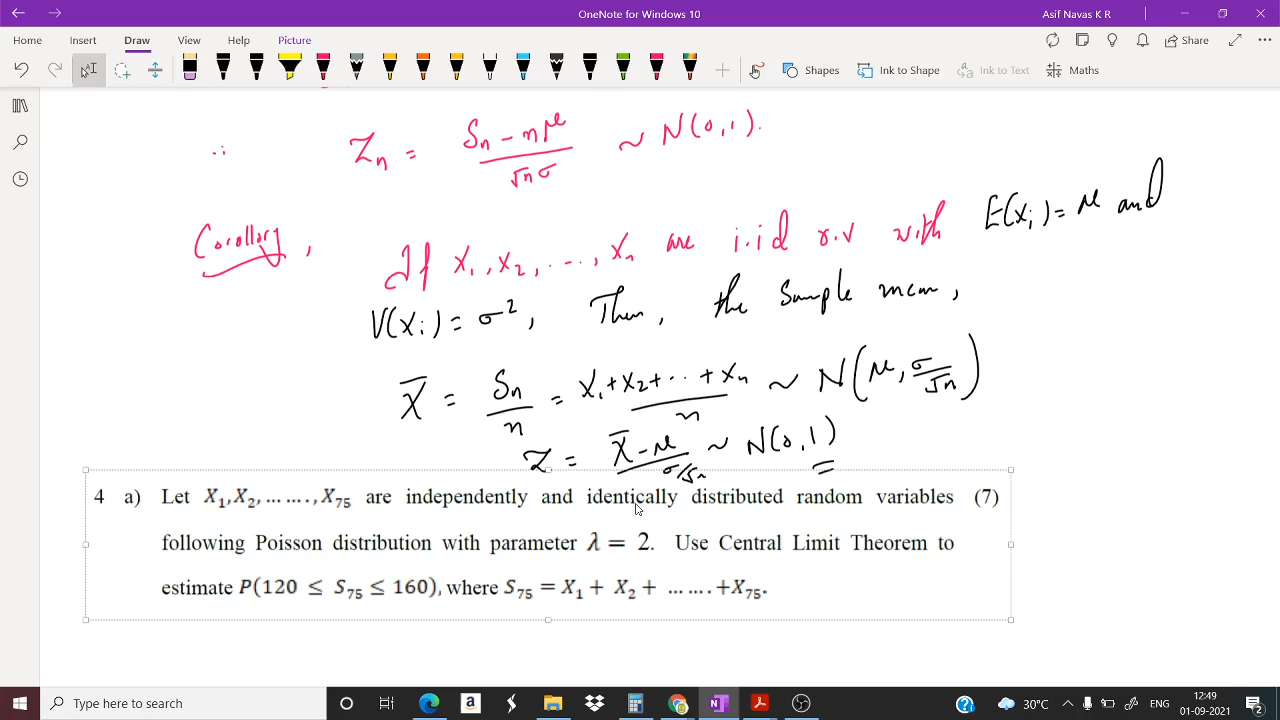 OneNote for Windows 10
Asif Navas K R
Home Insert Draw View Help Picture
Share
Shapes Ink to Shape Ink to Text Maths
∴ Zn = Sn - nμ / √n σ ~ N(0,1).
Corollory, If X1, X2, ..., Xn are i.id r.v with E(Xi) = μ and
V(Xi) = σ², Then, the Sample mean,
X̄ = Sn/n = X1+X2+..+Xn / n ~ N(μ, σ/√n)
Z = X̄-μ / σ/√n ~ N(0,1)
4 a) Let X1,X2, ... ...., X75 are independently and identically distributed random variables (7)
following Poisson distribution with parameter λ = 2. Use Central Limit Theorem to
estimate P(120 ≤ S75 ≤ 160), where S75 = X1 + X2 + ... .... +X75.
Type here to search
30°C
12:49
01-09-2021